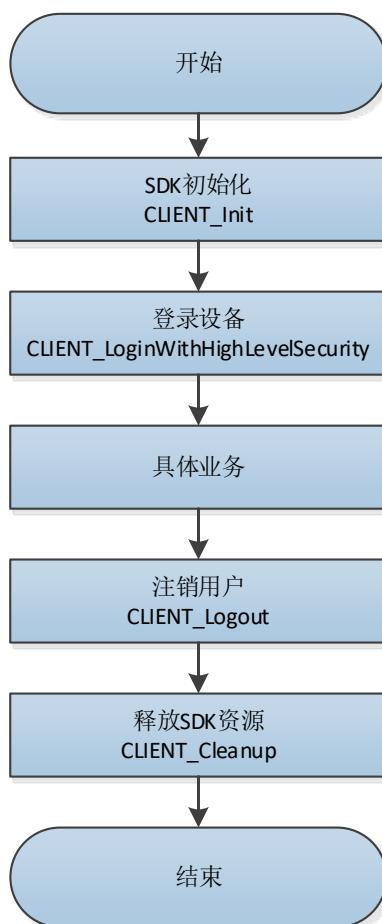 开始
SDK初始化
CLIENT_Init
登录设备
CLIENT_LoginWithHighLevelSecurity
具体业务
注销用户
CLIENT_Logout
释放SDK资源
CLIENT_Cleanup
结束